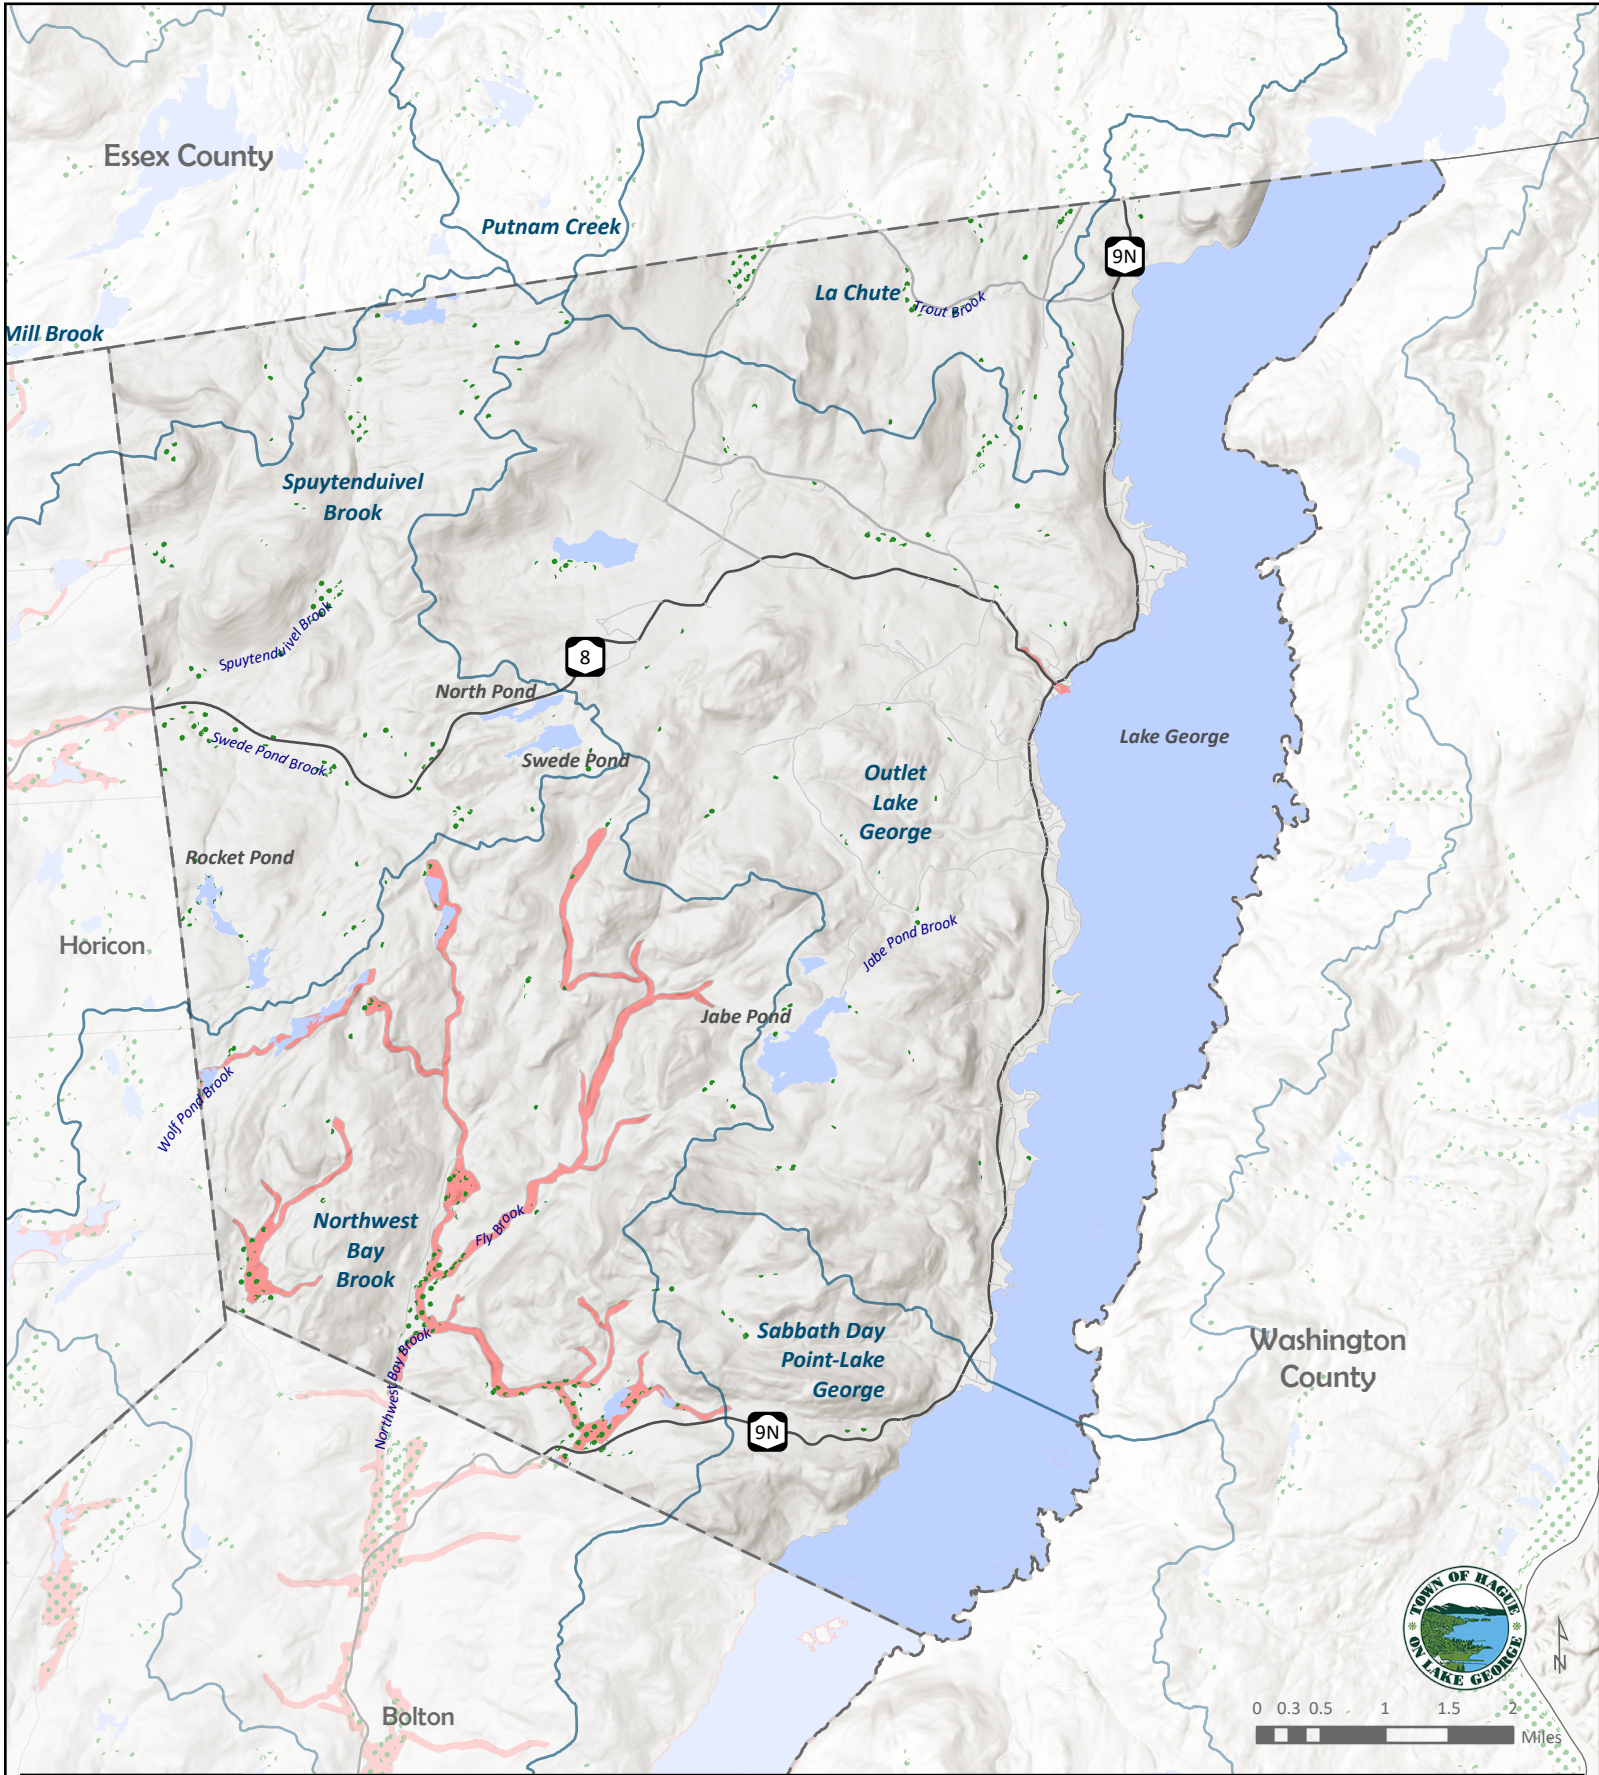 Essex County
Putnam Creek
9N
La Chute
Trout Brook
Mill Brook
Spuytenduivel
Brook
Spuytenduivel Brook
8
North Pond
Swede Pond Brook
Swede Pond
Lake George
Outlet
Lake
George
Rocket Pond
Horicon
Jabe Pond Brook
Jabe Pond
Wolf Pond Brook
Northwest
Bay
Brook
Fly Brook
Northwest Bay Brook
Sabbath Day
Point-Lake
George
Washington
County
9N
TOWN OF HAGUE
ON LAKE GEORGE
N
Bolton
0 0.3 0.5 1 1.5 2
Miles